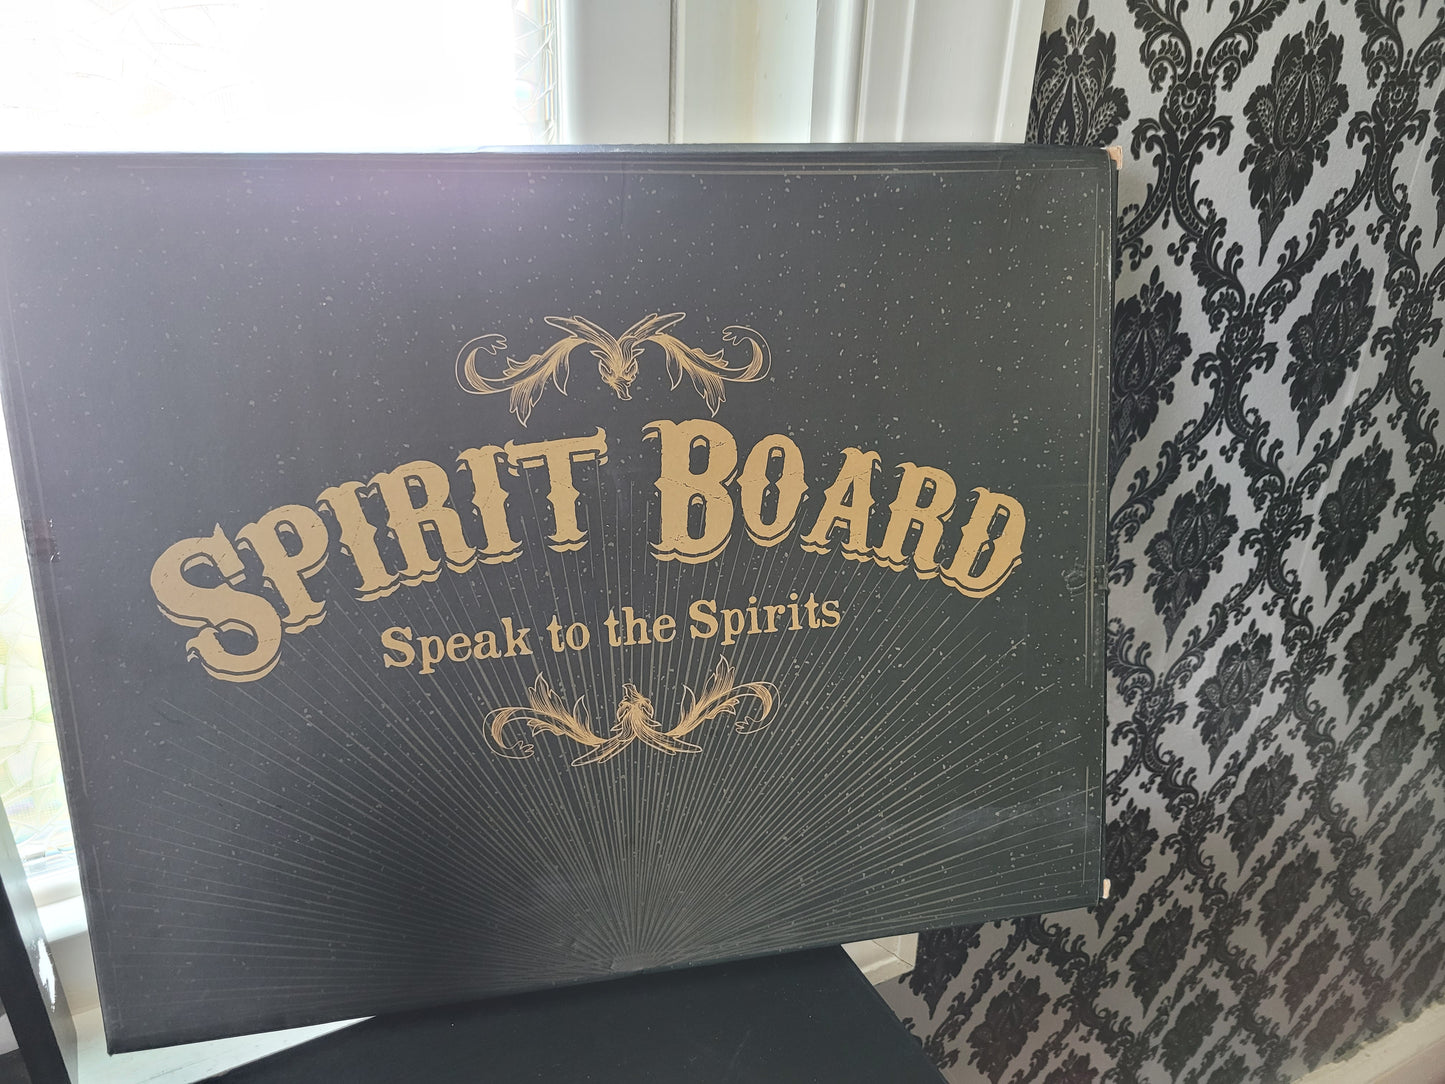 Spirit Board
Speak to the Spirits